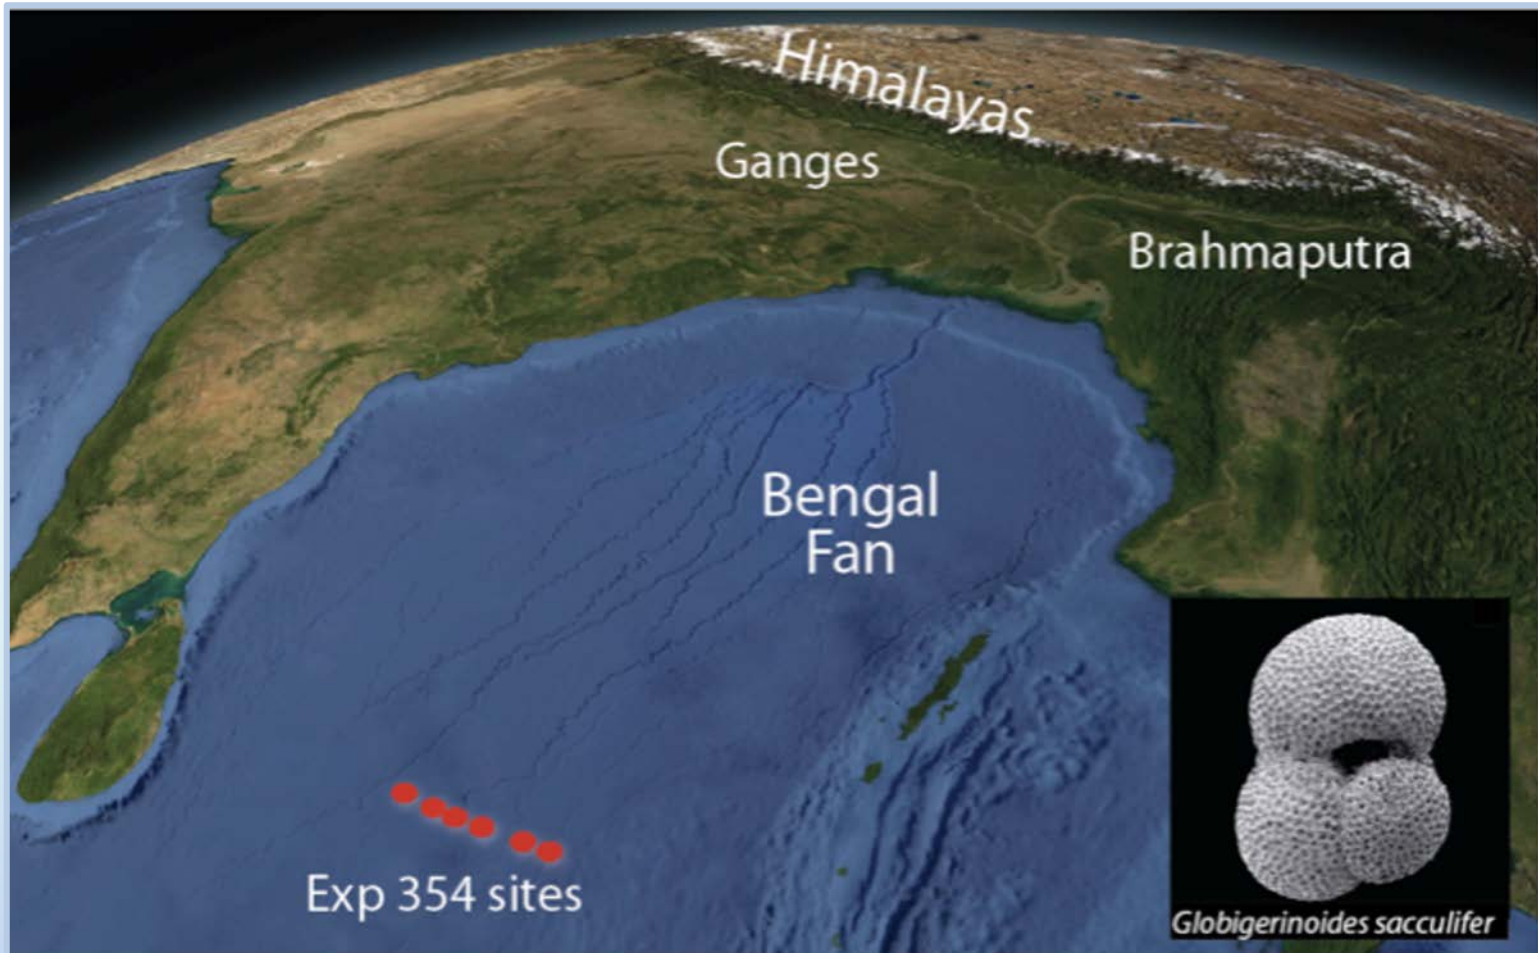 Himalayas
Ganges
Brahmaputra
Bengal
Fan
Exp 354 sites
Globigerinoides sacculifer